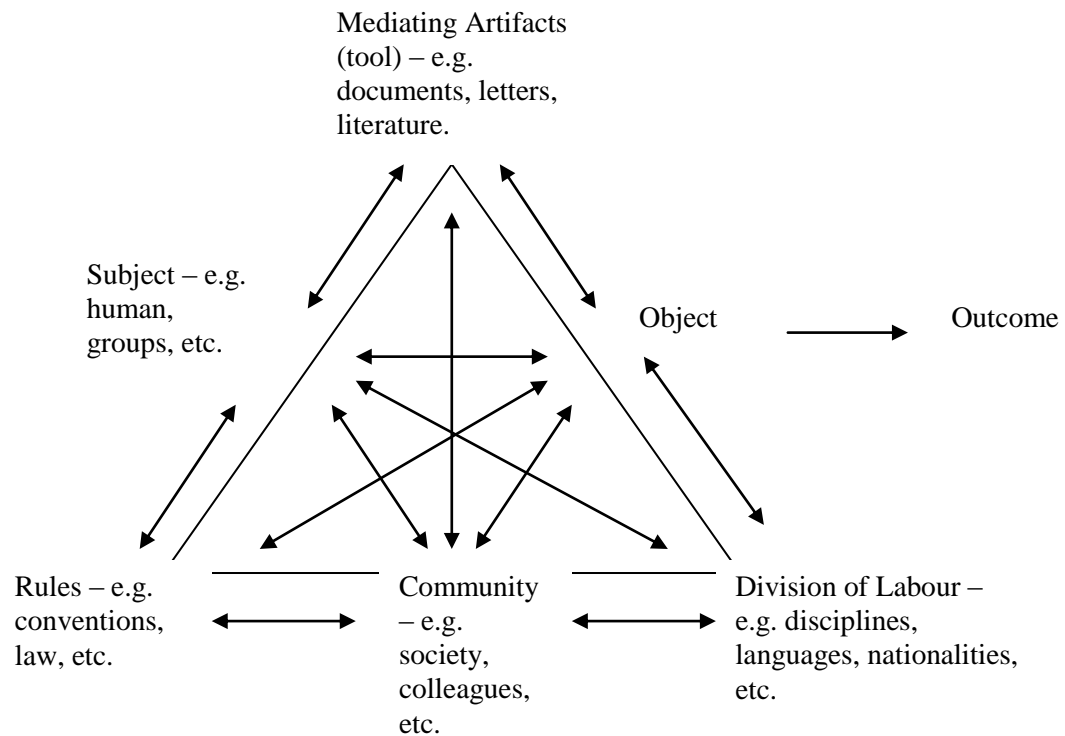 Mediating Artifacts
(tool) – e.g.
documents, letters,
literature.
Subject – e.g.
human,
groups, etc.
Object
Outcome
Rules – e.g.
conventions,
law, etc.
Community
– e.g.
society,
colleagues,
etc.
Division of Labour –
e.g. disciplines,
languages, nationalities,
etc.